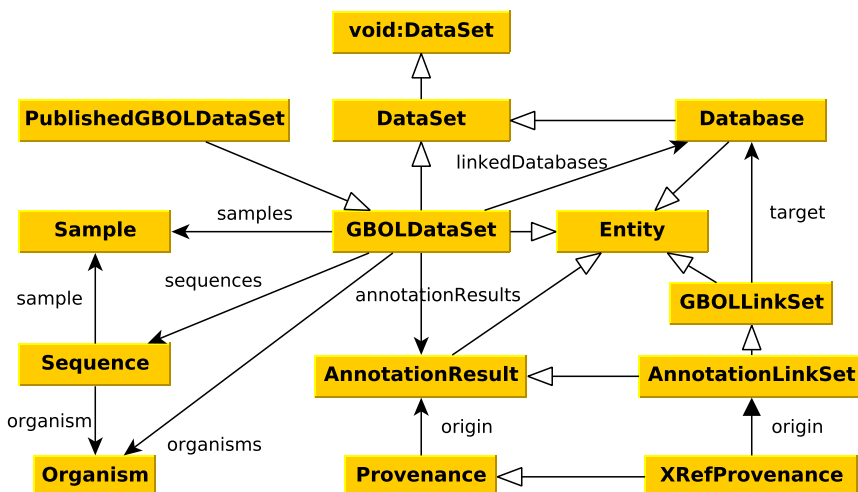 void:DataSet
PublishedGBOLDataSet
DataSet
Database
linkedDatabases
samples
target
Sample
GBOLDataSet
Entity
sequences
sample
annotationResults
GBOLLinkSet
Sequence
AnnotationResult
AnnotationLinkSet
organism
organisms
origin
origin
Organism
Provenance
XRefProvenance